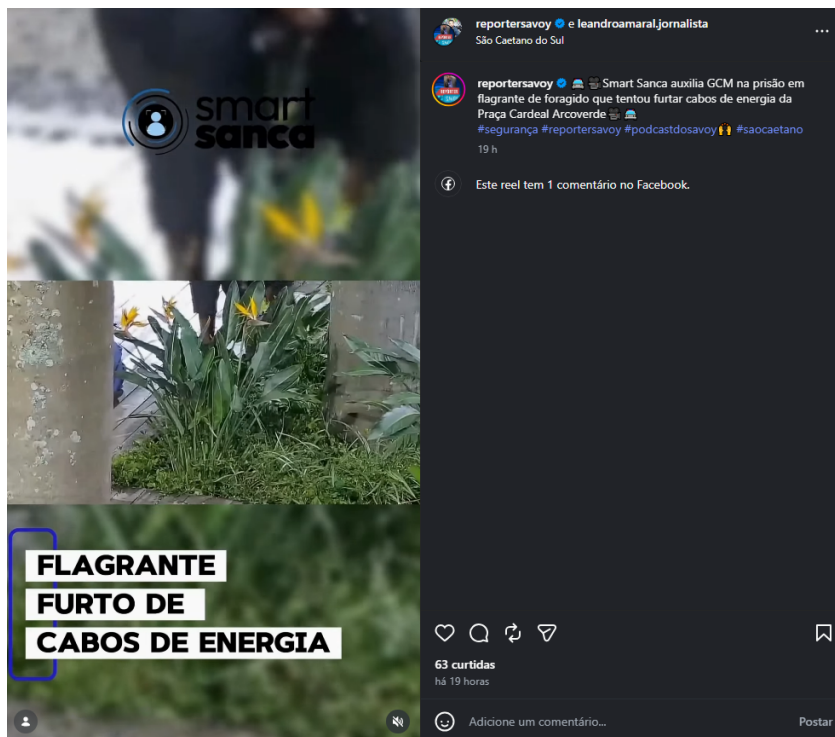 smart
sanca
FLAGRANTE
FURTO DE
CABOS DE ENERGIA
reportersavoy e leandroamaral.jornalista
São Caetano do Sul
reportersavoy Smart Sanca auxilia GCM na prisão em
flagrante de foragido que tentou furtar cabos de energia da
Praça Cardeal Arcoverde
#segurança #reportersavoy #podcastdosavoy #saocaetano
19 h
Este reel tem 1 comentário no Facebook.
63 curtidas
há 19 horas
Adicione um comentário...
Postar